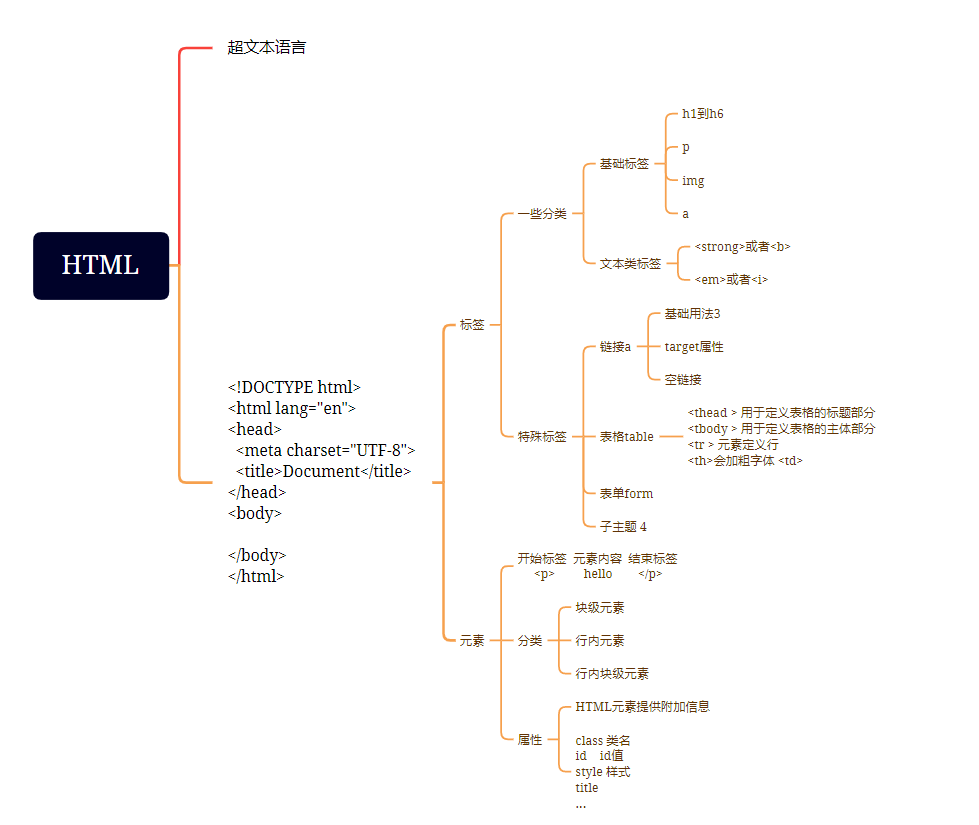 HTML
超文本语言
<!DOCTYPE html>
<html lang="en">
<head>
  <meta charset="UTF-8">
  <title>Document</title>
</head>
<body>

</body>
</html>
标签
一些分类
基础标签
h1到h6
p
img
a
文本类标签
<strong>或者<b>
<em>或者<i>
特殊标签
链接a
基础用法3
target属性
空链接
表格table
<thead > 用于定义表格的标题部分
<tbody > 用于定义表格的主体部分
<tr > 元素定义行
<th>会加粗字体 <td>
表单form
子主题 4
元素
开始标签  元素内容  结束标签
<p>  hello  </p>
分类
块级元素
行内元素
行内块级元素
属性
HTML元素提供附加信息
class 类名
id    id值
style 样式
title
...